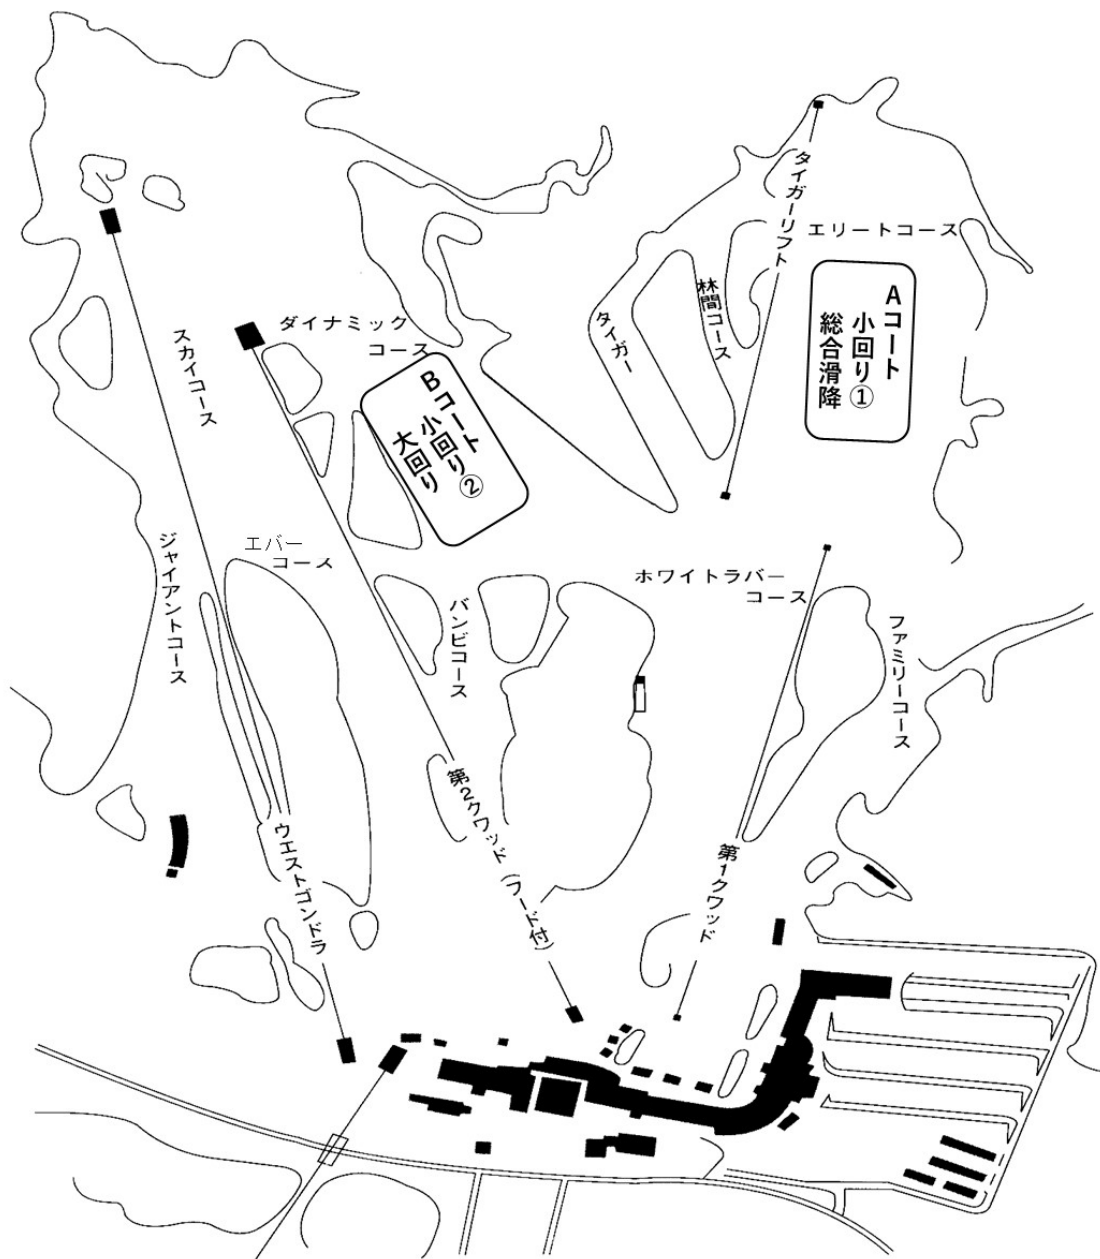 タイガーリフト
エリートコース
林間コース
タイガー
Aコート
小回り①
総合滑降
ダイナミック
コース
スカイコース
Bコート
小回り②
大回り
ジャイアントコース
エバー
コース
バンビコース
ホワイトラバー
コース
ファミリーコース
ウエストゴンドラ
第2クワッド(フード付)
第1クワッド